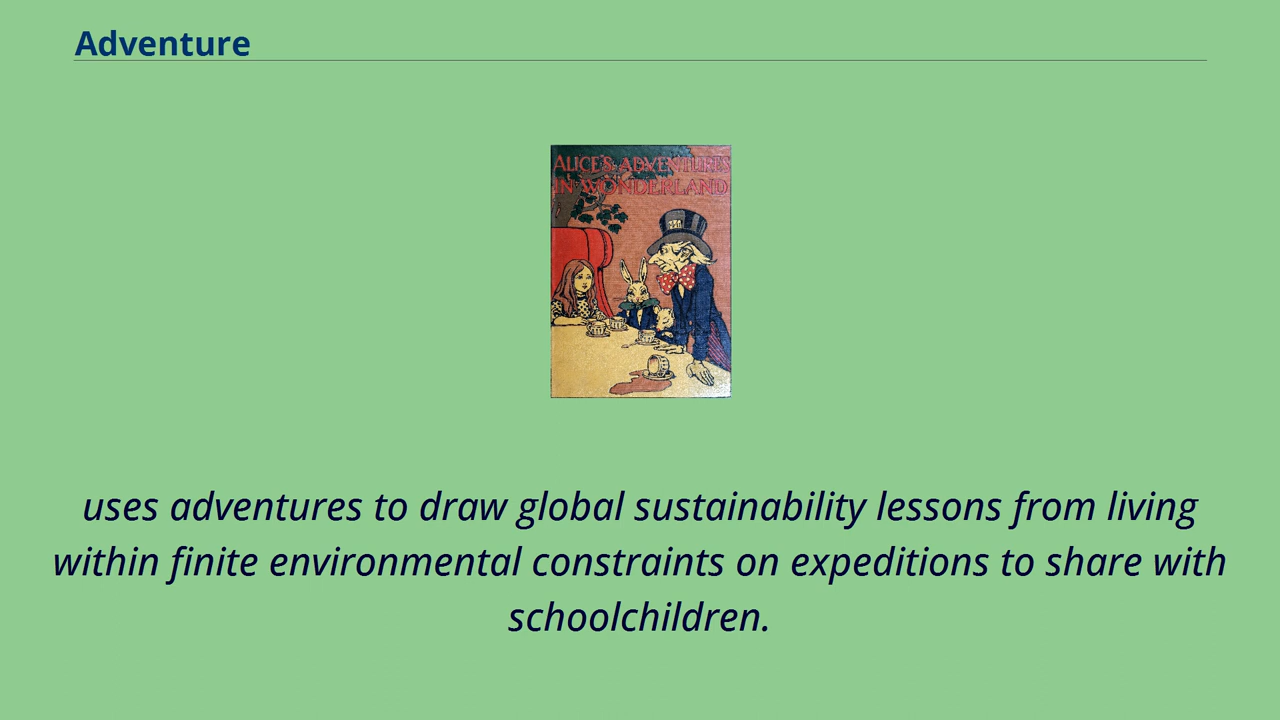 Adventure
ALICE'S ADVENTURES
IN WONDERLAND
uses adventures to draw global sustainability lessons from living
within finite environmental constraints on expeditions to share with
schoolchildren.